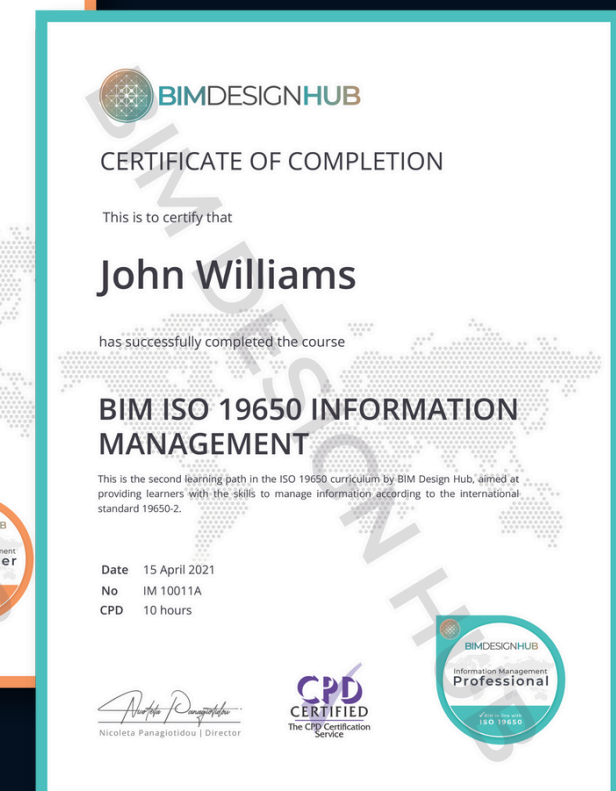 BIMDESIGNHUB
CERTIFICATE OF COMPLETION
This is to certify that
John Williams
has successfully completed the course
BIM ISO 19650 INFORMATION
MANAGEMENT
This is the second learning path in the ISO 19650 curriculum by BIM Design Hub, aimed at
providing learners with the skills to manage information according to the international
standard 19650-2.
Date 15 April 2021
No IM 10011A
CPD 10 hours
Nicoleta Panagiotidou
Nicoleta Panagiotidou | Director
CPD
CERTIFIED
The CPD Certification
Service
BIMDESIGNHUB
Information Management
Professional
ISO 19650
BIM DESIGN HUB
B
ment
er